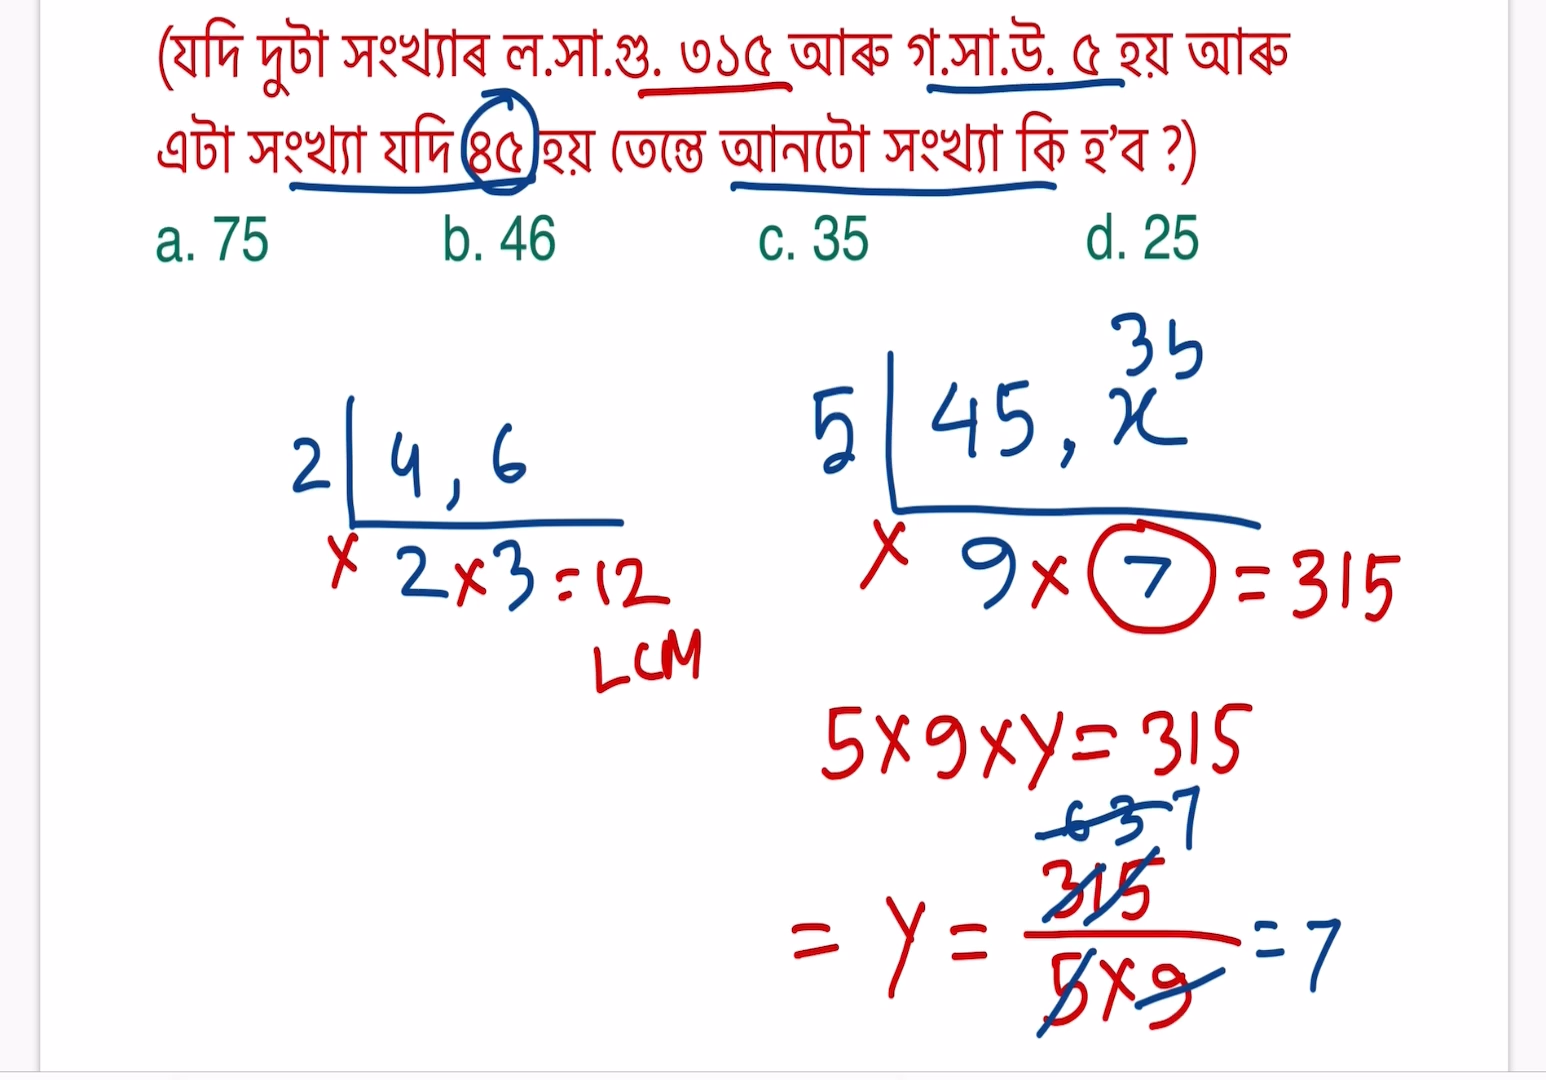 (যদি দুটা সংখ্যাৰ ল.সা.গু. ৩১৫ আৰু গ.সা.উ. ৫ হয় আৰু
এটা সংখ্যা যদি ৪৫ হয় তেন্তে আনটো সংখ্যা কি হ'ব ?)
a. 75 b. 46 c. 35 d. 25
35
2 4, 6
5 45, x
x 2 x 3 = 12
LCM
x 9 x 7 = 315
5 x 9 x y = 315
63 7
= y = 315 / 5 x 9 = 7